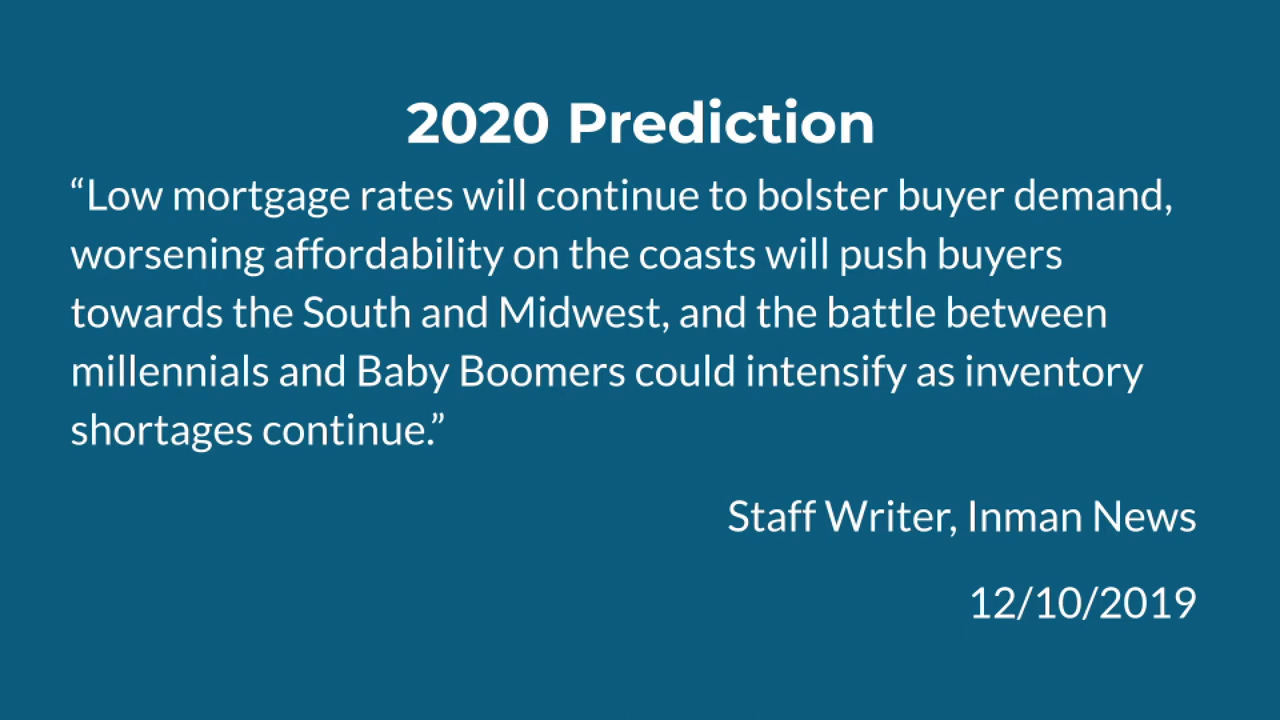 2020 Prediction
“Low mortgage rates will continue to bolster buyer demand,
worsening affordability on the coasts will push buyers
towards the South and Midwest, and the battle between
millennials and Baby Boomers could intensify as inventory
shortages continue.”
Staff Writer, Inman News
12/10/2019